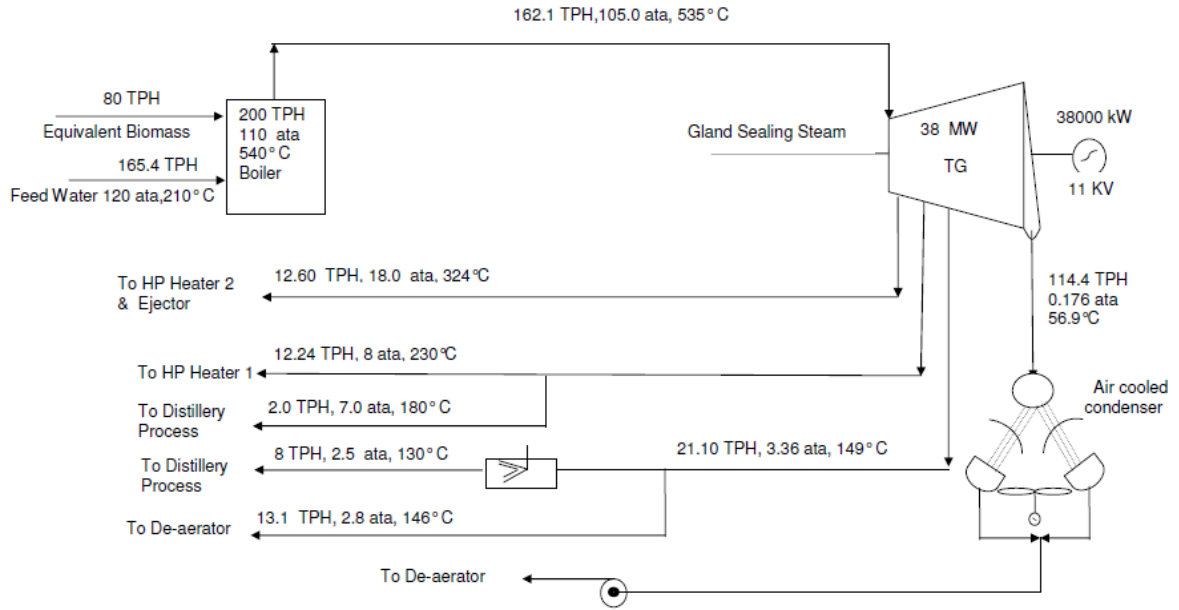 162.1 TPH,105.0 ata, 535°C
80 TPH
Equivalent Biomass
165.4 TPH
Feed Water 120 ata,210°C
200 TPH
110 ata
540°C
Boiler
Gland Sealing Steam
38 MW
TG
38000 kW
11 KV
To HP Heater 2
& Ejector
12.60 TPH, 18.0 ata, 324°C
114.4 TPH
0.176 ata
56.9°C
12.24 TPH, 8 ata, 230°C
To HP Heater 1
2.0 TPH, 7.0 ata, 180°C
To Distillery
Process
Air cooled
condenser
8 TPH, 2.5 ata, 130°C
To Distillery
Process
21.10 TPH, 3.36 ata, 149°C
13.1 TPH, 2.8 ata, 146°C
To De-aerator
To De-aerator